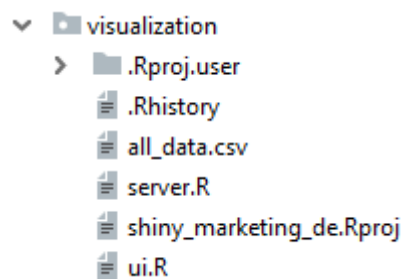 visualization
.Rproj.user
.Rhistory
all_data.csv
server.R
shiny_marketing_de.Rproj
ui.R